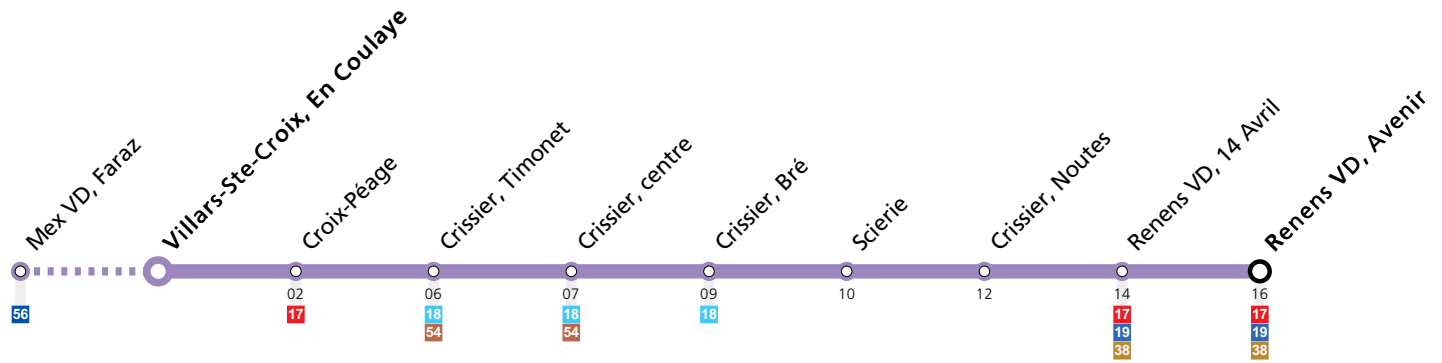 Mex VD, Faraz
Villars-Ste-Croix, En Coulaye
Croix-Péage
Crissier, Timonet
Crissier, centre
Crissier, Bré
Scierie
Crissier, Noutes
Renens VD, 14 Avril
Renens VD, Avenir
02 06 07 09 10 12 14 16
56 17 18 18 18 17 17
54 54 19 19
38 38